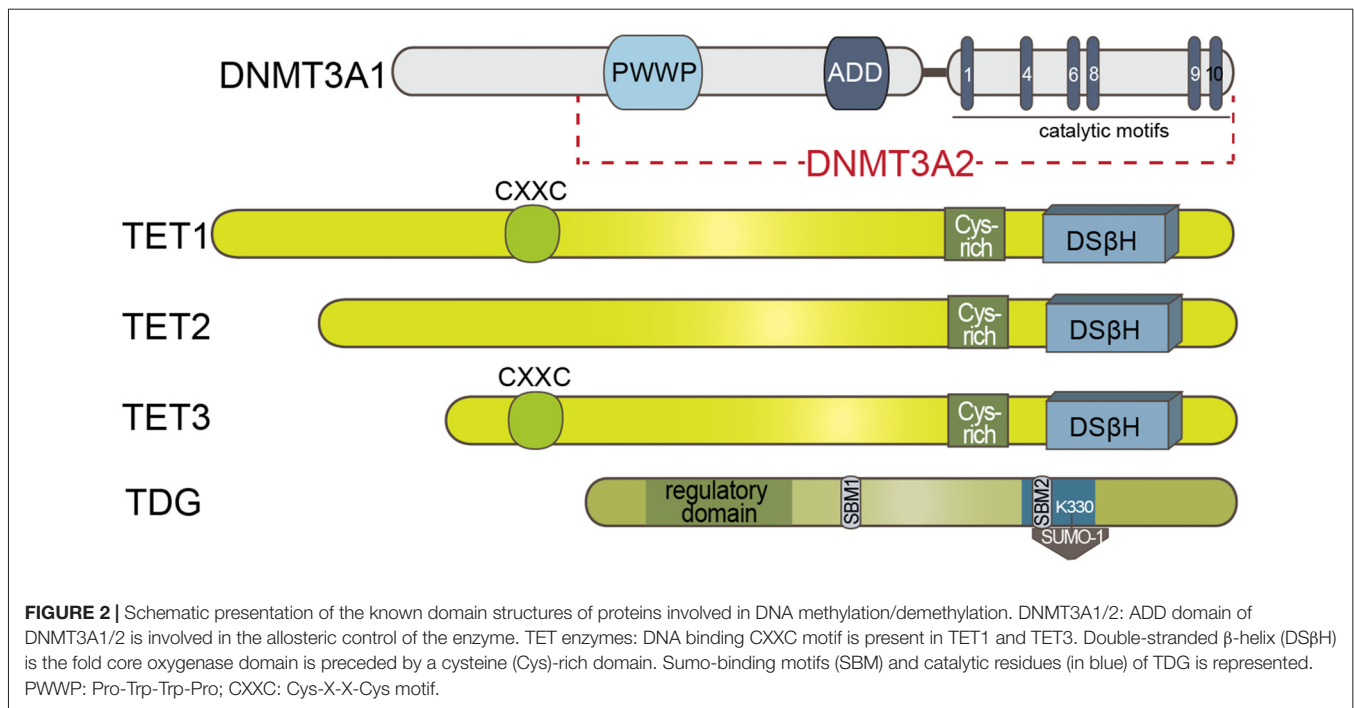 DNMT3A1
PWWP
ADD
1 4 6 8 9 10
catalytic motifs
DNMT3A2
CXXC
TET1
Cys-
rich
DSβH
TET2
Cys-
rich
DSβH
CXXC
TET3
Cys-
rich
DSβH
TDG
regulatory
domain
SBM1
SBM2
K330
SUMO-1
FIGURE 2 | Schematic presentation of the known domain structures of proteins involved in DNA methylation/demethylation. DNMT3A1/2: ADD domain of
DNMT3A1/2 is involved in the allosteric control of the enzyme. TET enzymes: DNA binding CXXC motif is present in TET1 and TET3. Double-stranded β-helix (DSβH)
is the fold core oxygenase domain is preceded by a cysteine (Cys)-rich domain. Sumo-binding motifs (SBM) and catalytic residues (in blue) of TDG is represented.
PWWP: Pro-Trp-Trp-Pro; CXXC: Cys-X-X-Cys motif.